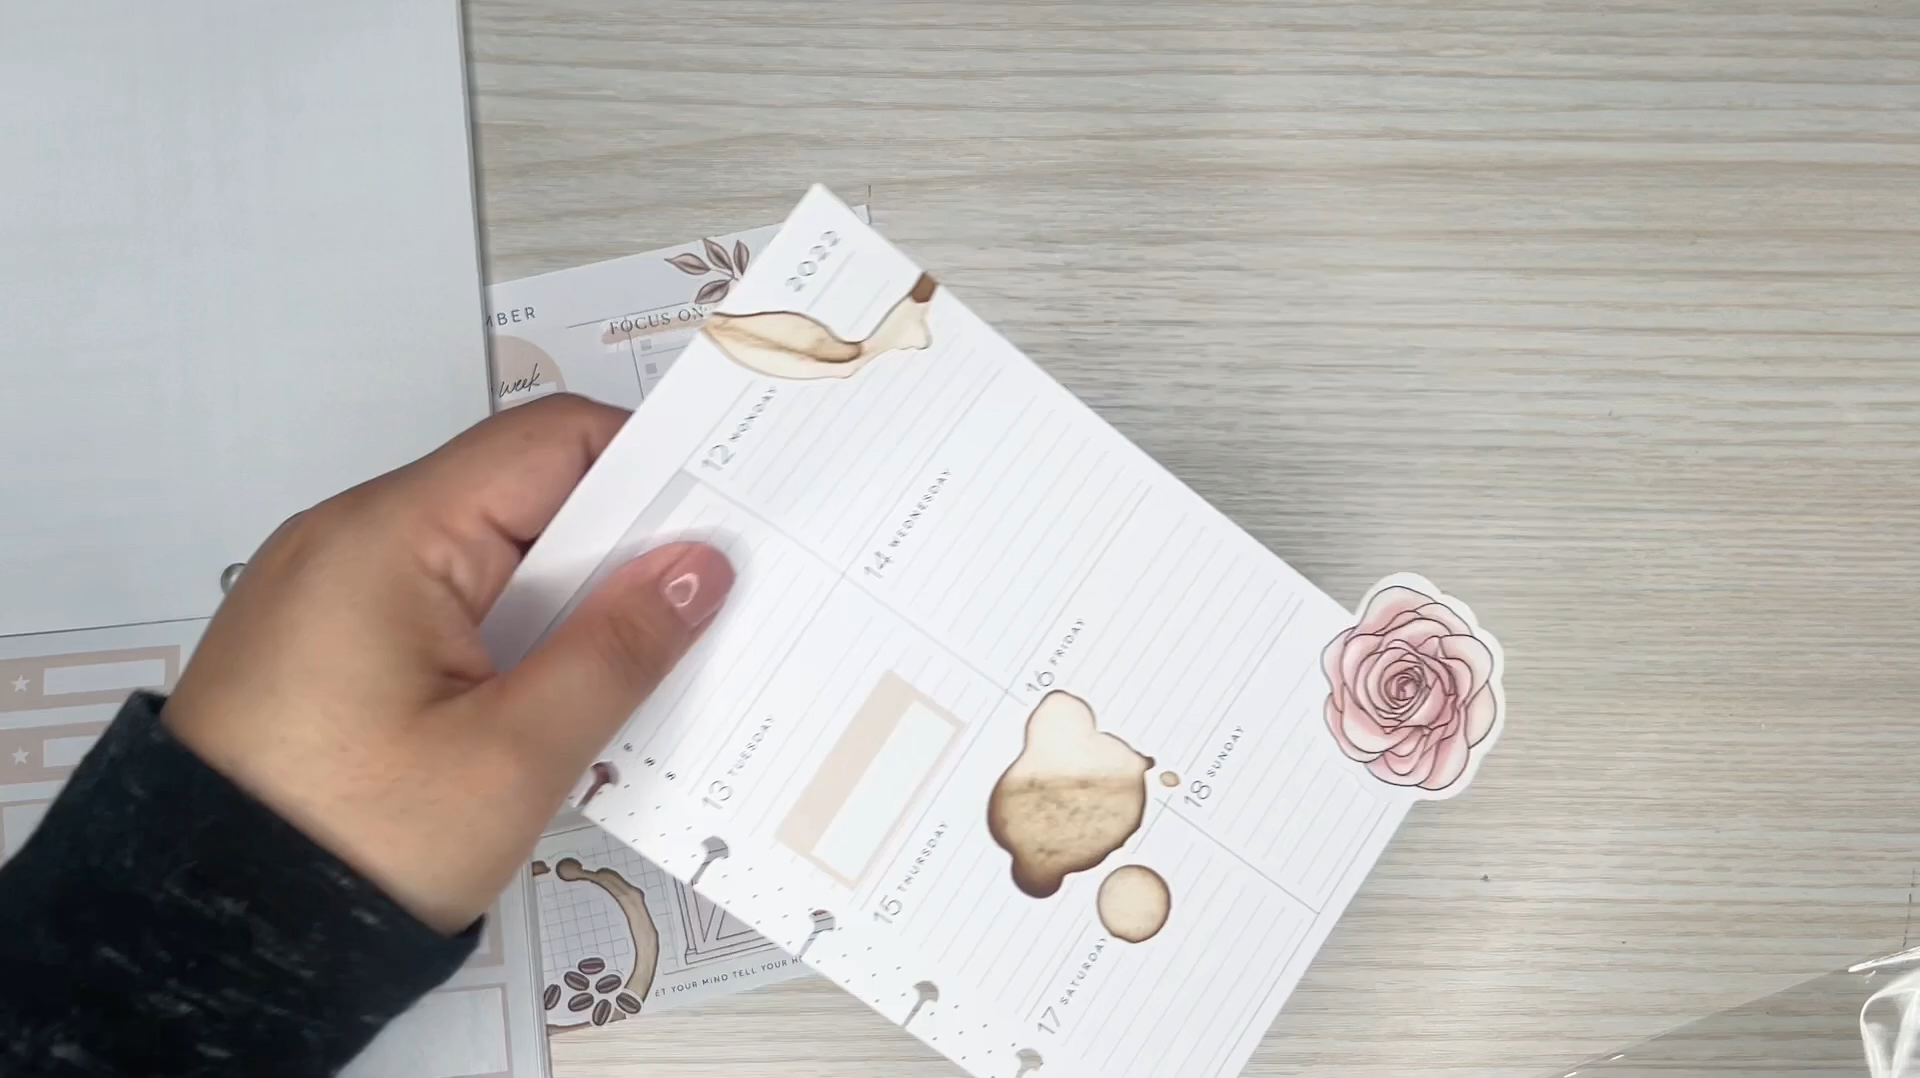 MBER
FOCUS ON
week
2022
12 MONDAY
14 WEDNESDAY
16 FRIDAY
18 SUNDAY
13 TUESDAY
15 THURSDAY
17 SATURDAY
ET YOUR MIND TELL YOUR H